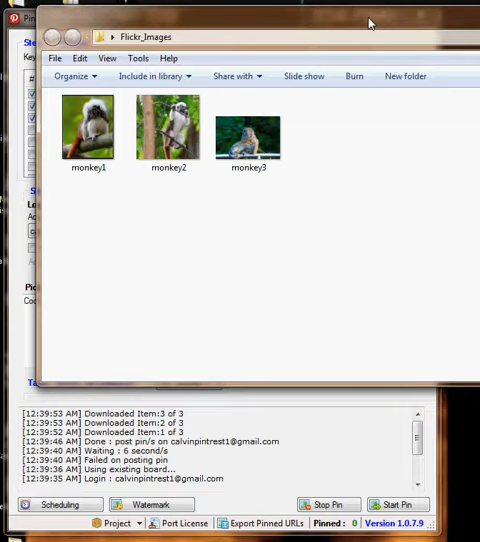 Pin
Flickr_Images
File Edit View Tools Help
Organize Include in library Share with Slide show Burn New folder
monkey1 monkey2 monkey3
[12:39:53 AM] Downloaded Item:3 of 3
[12:39:53 AM] Downloaded Item:2 of 3
[12:39:52 AM] Downloaded Item:1 of 3
[12:39:46 AM] Done : post pin/s on calvinpintrest1@gmail.com
[12:39:40 AM] Waiting : 6 second/s
[12:39:40 AM] Failed on posting pin
[12:39:36 AM] Using existing board...
[12:39:35 AM] Login : calvinpintrest1@gmail.com
Scheduling Watermark Stop Pin Start Pin
Project Port License Export Pinned URLs Pinned : 0 Version 1.0.7.9